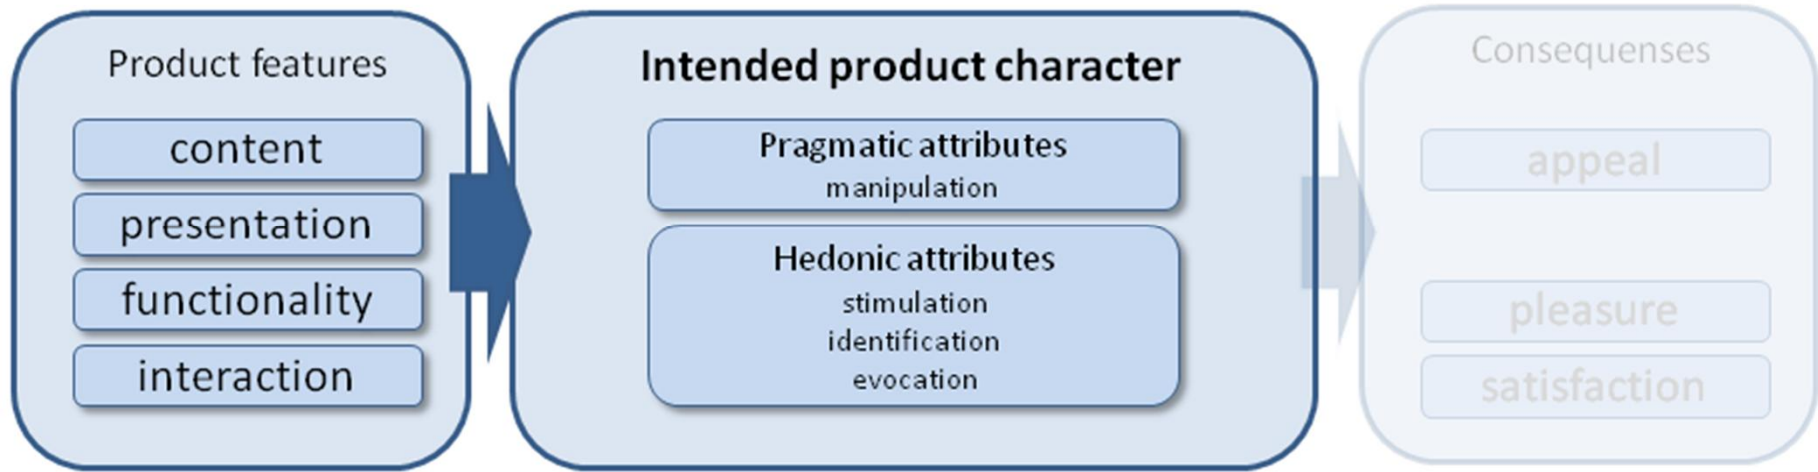 Product features
content
presentation
functionality
interaction
Intended product character
Pragmatic attributes
manipulation
Hedonic attributes
stimulation
identification
evocation
Consequenses
appeal
pleasure
satisfaction